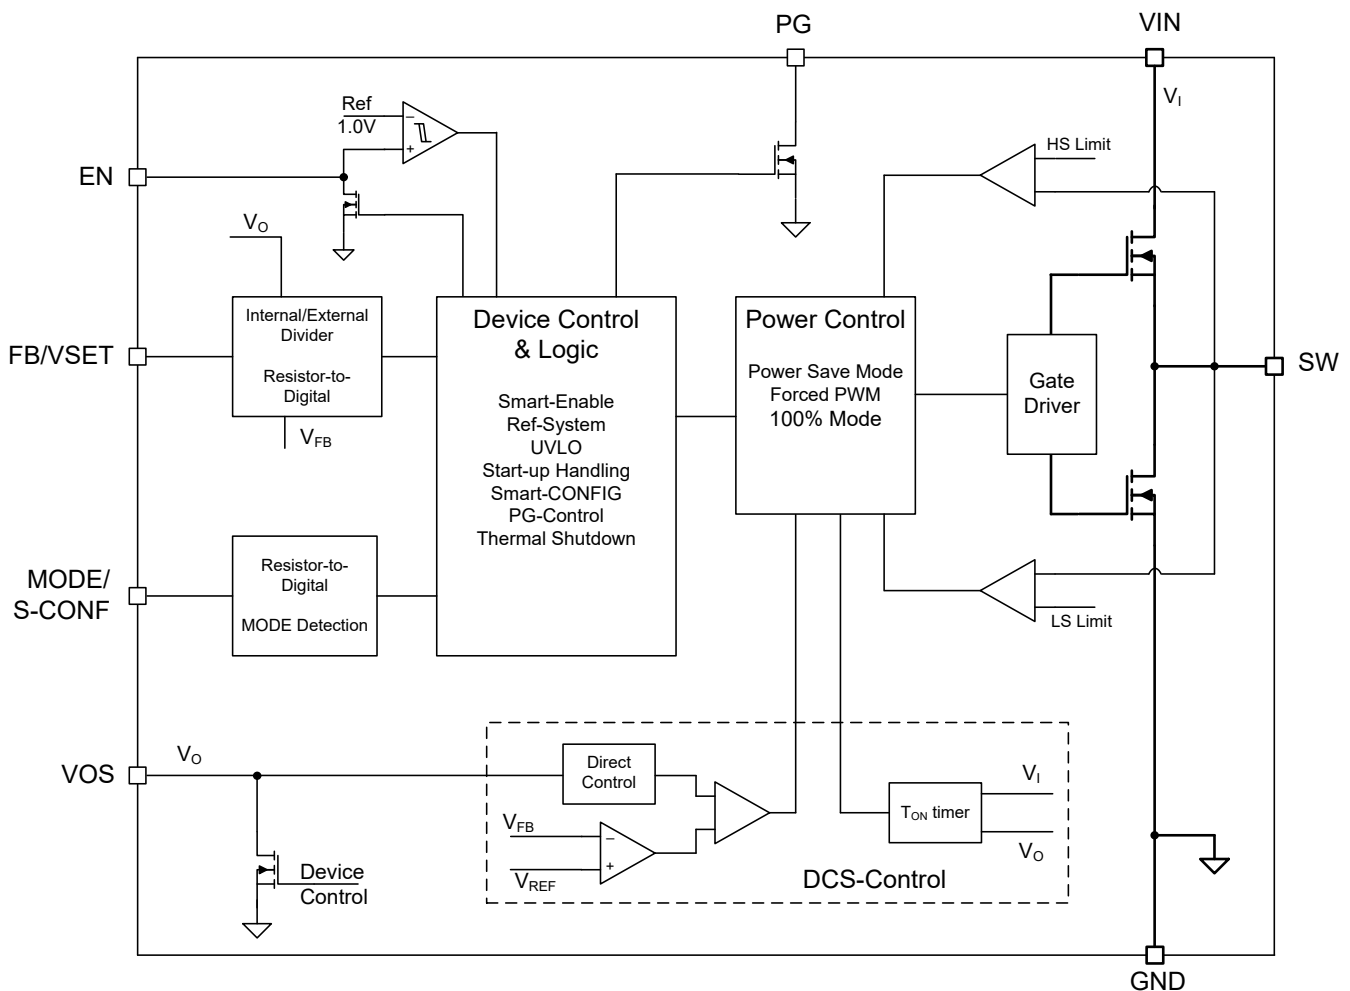 PG
VIN
V_I
Ref
1.0V
−
+
HS Limit
EN
V_O
Internal/External
Divider
Resistor-to-
Digital
FB/VSET
V_FB
Device Control
& Logic
Smart-Enable
Ref-System
UVLO
Start-up Handling
Smart-CONFIG
PG-Control
Thermal Shutdown
Power Control
Power Save Mode
Forced PWM
100% Mode
Gate
Driver
SW
MODE/
S-CONF
Resistor-to-
Digital
MODE Detection
LS Limit
VOS
V_O
Direct
Control
V_FB
−
V_REF
+
T_ON timer
V_I
V_O
DCS-Control
Device
Control
GND